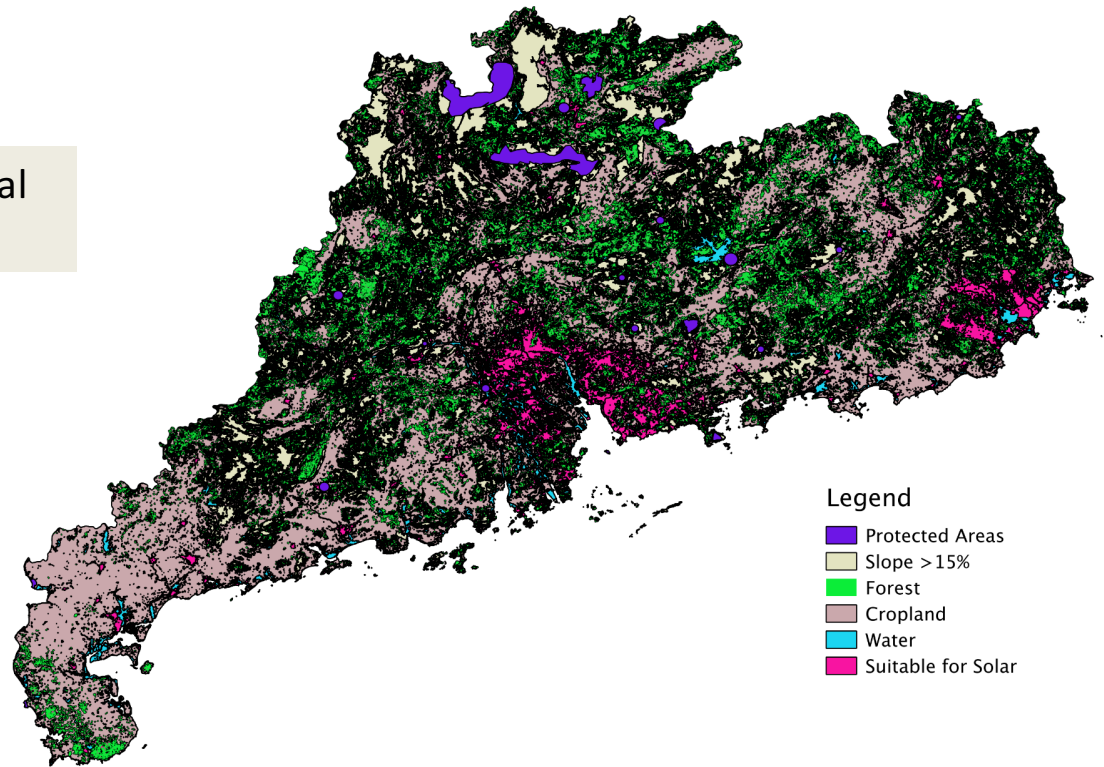 al
Legend
Protected Areas
Slope >15%
Forest
Cropland
Water
Suitable for Solar